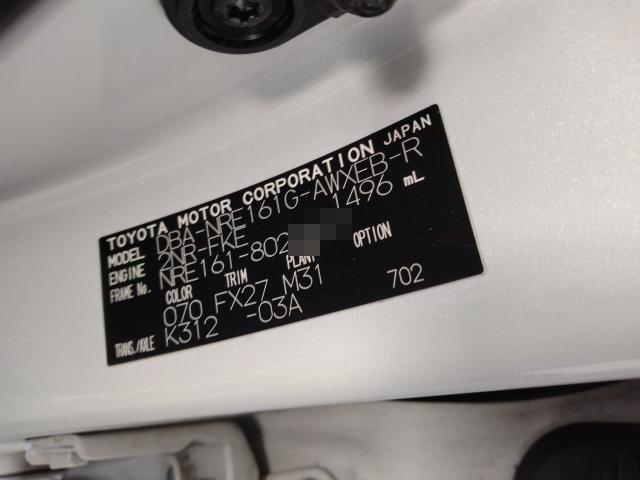 TOYOTA MOTOR CORPORATION JAPAN
MODEL DBA-NRE161G-AWXEB-R
ENGINE 2NR-FKE 1496 mL
FRAME No. NRE161-802
COLOR TRIM PLANT OPTION
070 FX27 M31 702
TRANS./AXLE K312 -03A